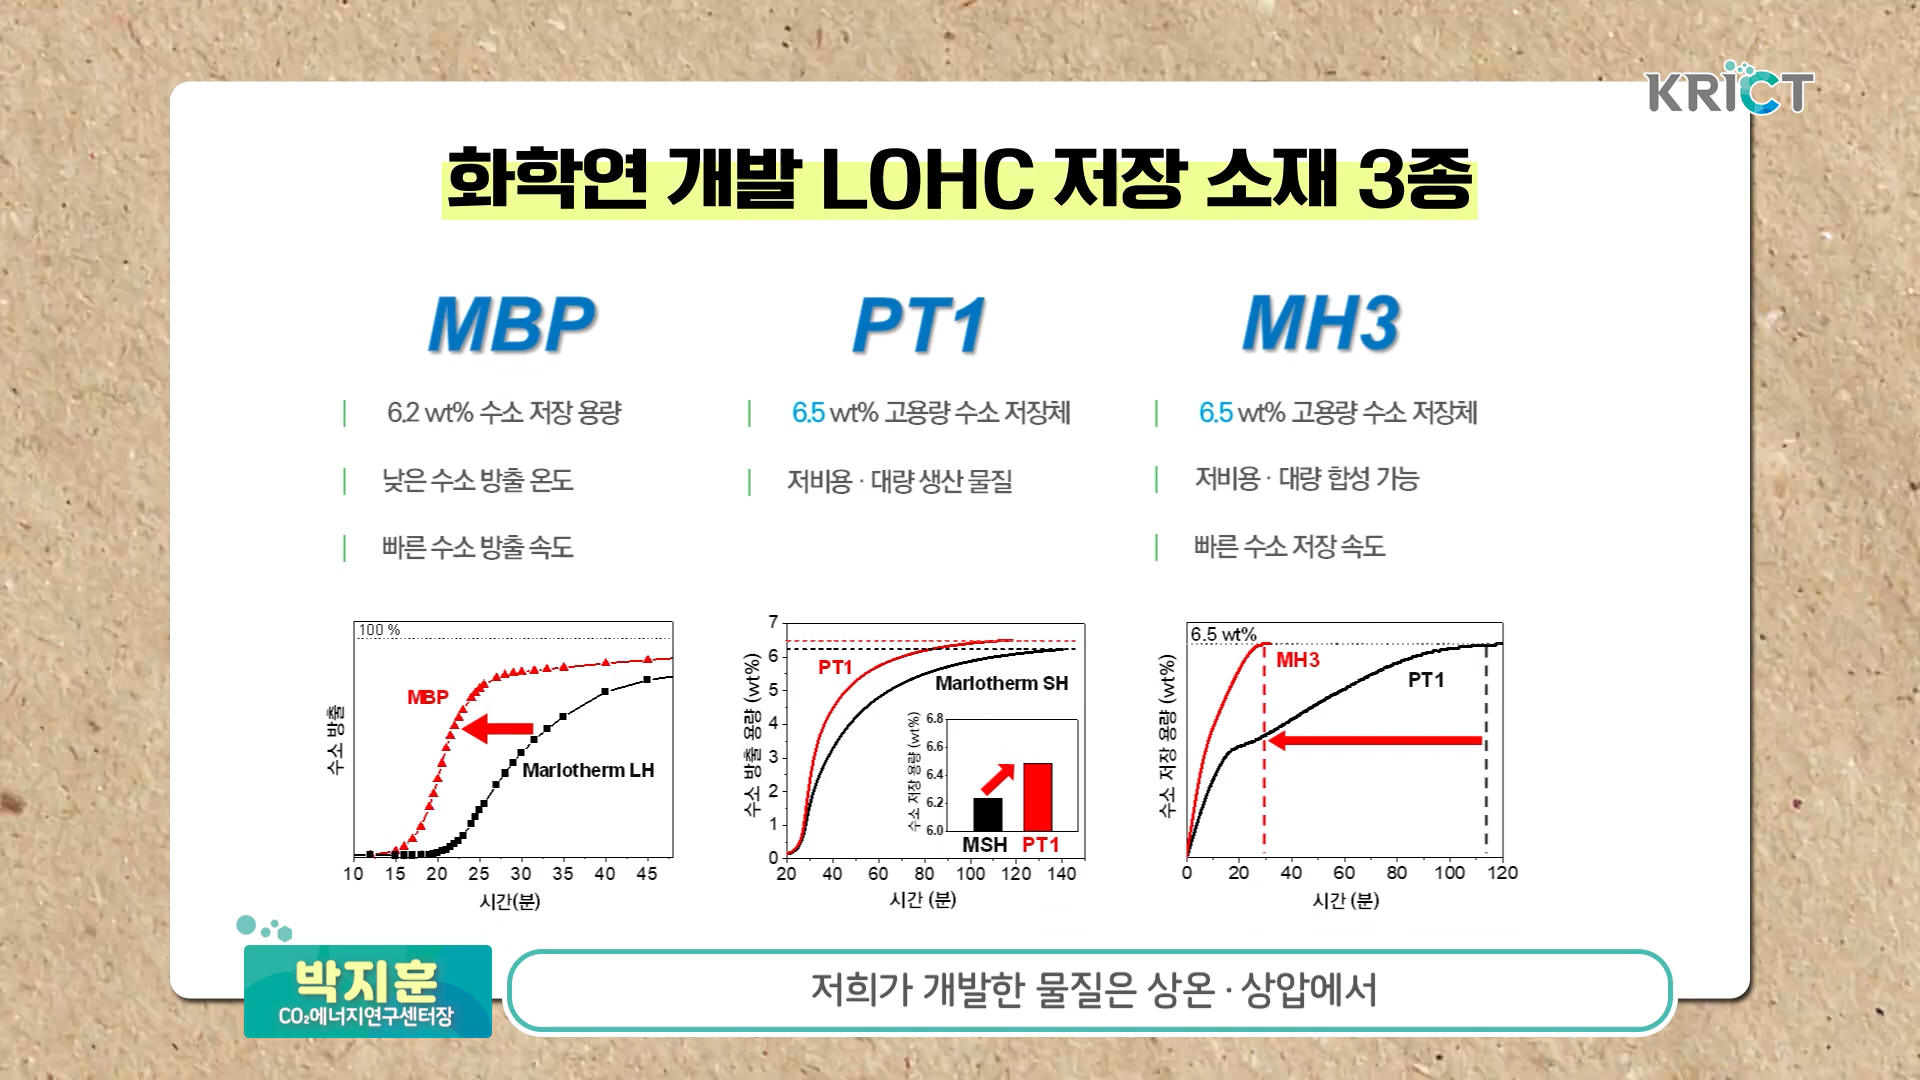 KRICT
화학연 개발 LOHC 저장 소재 3종
MBP
6.2 wt% 수소 저장 용량
낮은 수소 방출 온도
빠른 수소 방출 속도
PT1
6.5 wt% 고용량 수소 저장체
저비용 · 대량 생산 물질
MH3
6.5 wt% 고용량 수소 저장체
저비용 · 대량 합성 가능
빠른 수소 저장 속도
100 %
MBP
Marlotherm LH
수소 방출
10 15 20 25 30 35 40 45
시간(분)
7
6
5
4
3
2
1
0
수소 방출 용량 (wt%)
PT1
Marlotherm SH
6.8
6.6
6.4
6.2
6.0
수소 저장 용량 (wt%)
MSH PT1
20 40 60 80 100 120 140
시간 (분)
6.5 wt%
MH3
PT1
수소 저장 용량 (wt%)
0 20 40 60 80 100 120
시간 (분)
박지훈
CO₂에너지연구센터장
저희가 개발한 물질은 상온 · 상압에서